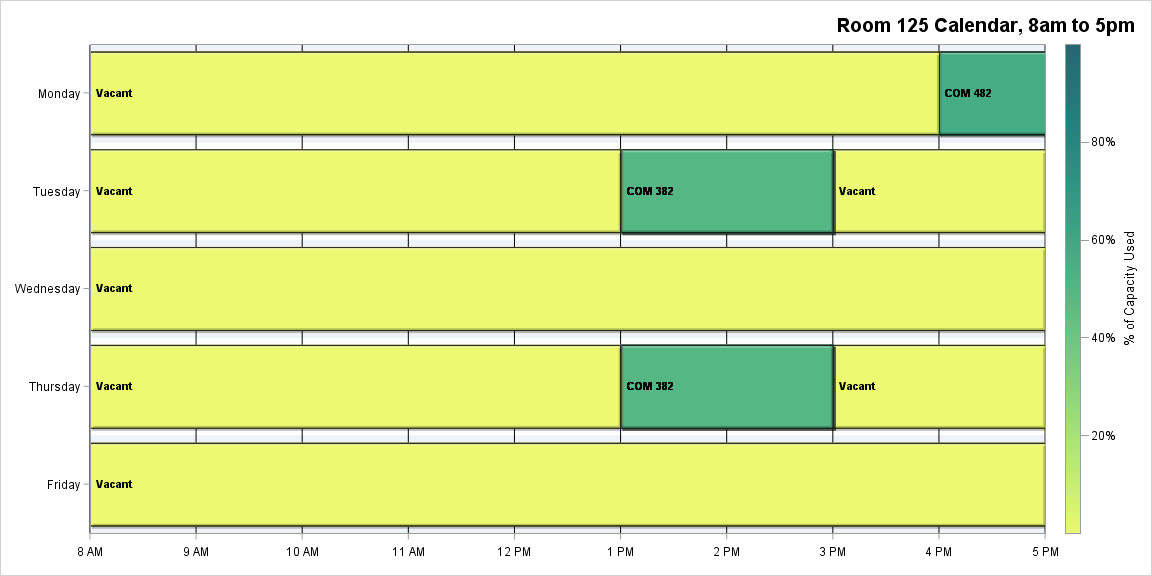 Room 125 Calendar, 8am to 5pm
Monday
Vacant
COM 482
Tuesday
Vacant
COM 382
Vacant
Wednesday
Vacant
Thursday
Vacant
COM 382
Vacant
Friday
Vacant
8 AM
9 AM
10 AM
11 AM
12 PM
1 PM
2 PM
3 PM
4 PM
5 PM
80%
60%
40%
20%
% of Capacity Used